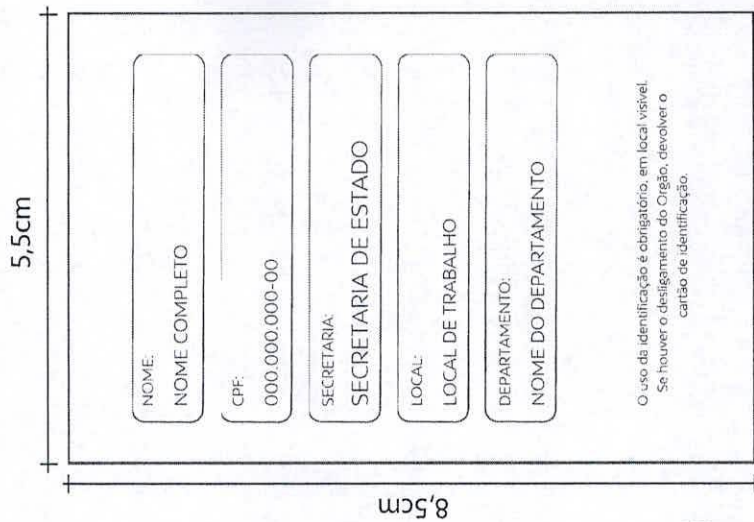 5,5cm
8,5cm
NOME:
NOME COMPLETO
CPF:
000.000.000-00
SECRETARIA:
SECRETARIA DE ESTADO
LOCAL:
LOCAL DE TRABALHO
DEPARTAMENTO:
NOME DO DEPARTAMENTO
O uso da identificação é obrigatório, em local visível.
Se houver o desligamento do Orgão, devolver o
cartão de identificação.